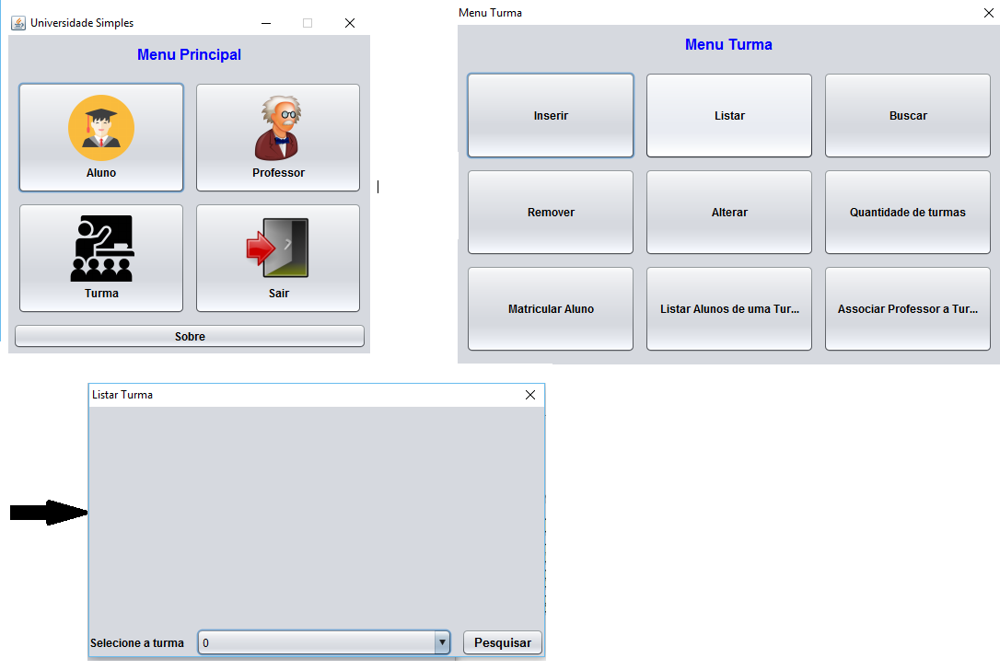 Universidade Simples
Menu Principal
Aluno
Professor
Turma
Sair
Sobre
Menu Turma
Menu Turma
Inserir
Listar
Buscar
Remover
Alterar
Quantidade de turmas
Matricular Aluno
Listar Alunos de uma Tur...
Associar Professor a Tur...
Listar Turma
Selecione a turma
0
Pesquisar